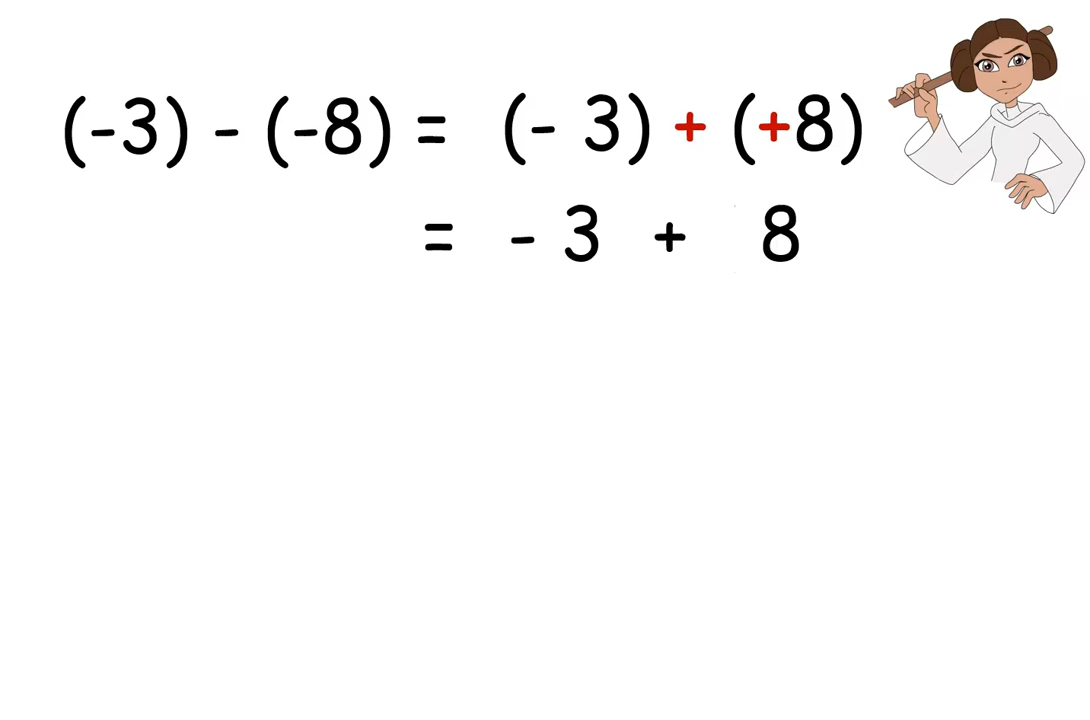 (-3) - (-8) = (- 3) + (+8)
= - 3 + 8